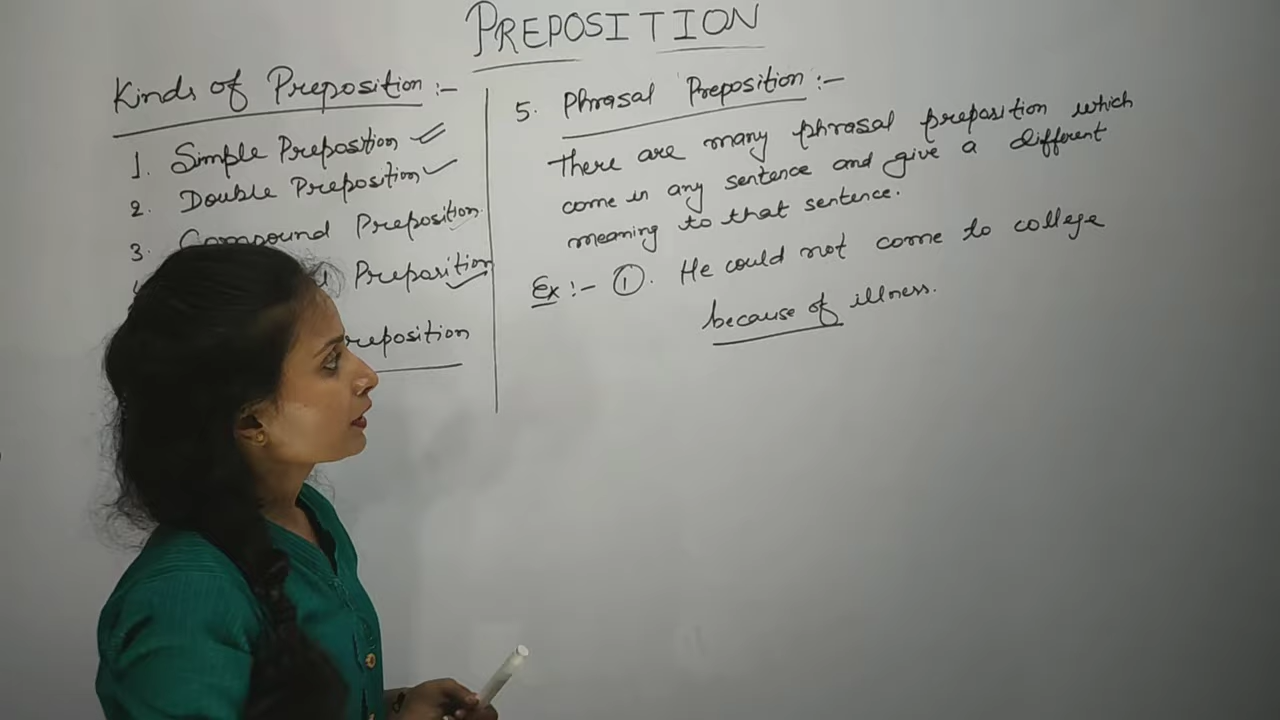 PREPOSITION
Kinds of Preposition :-
1. Simple Preposition
2. Double Preposition
3. Compound Preposition
Preposition
reposition
5. Phrasal Preposition :-
There are many phrasal preposition which
come in any sentence and give a different
meaning to that sentence.
Ex :- 1. He could not come to college
because of illness.